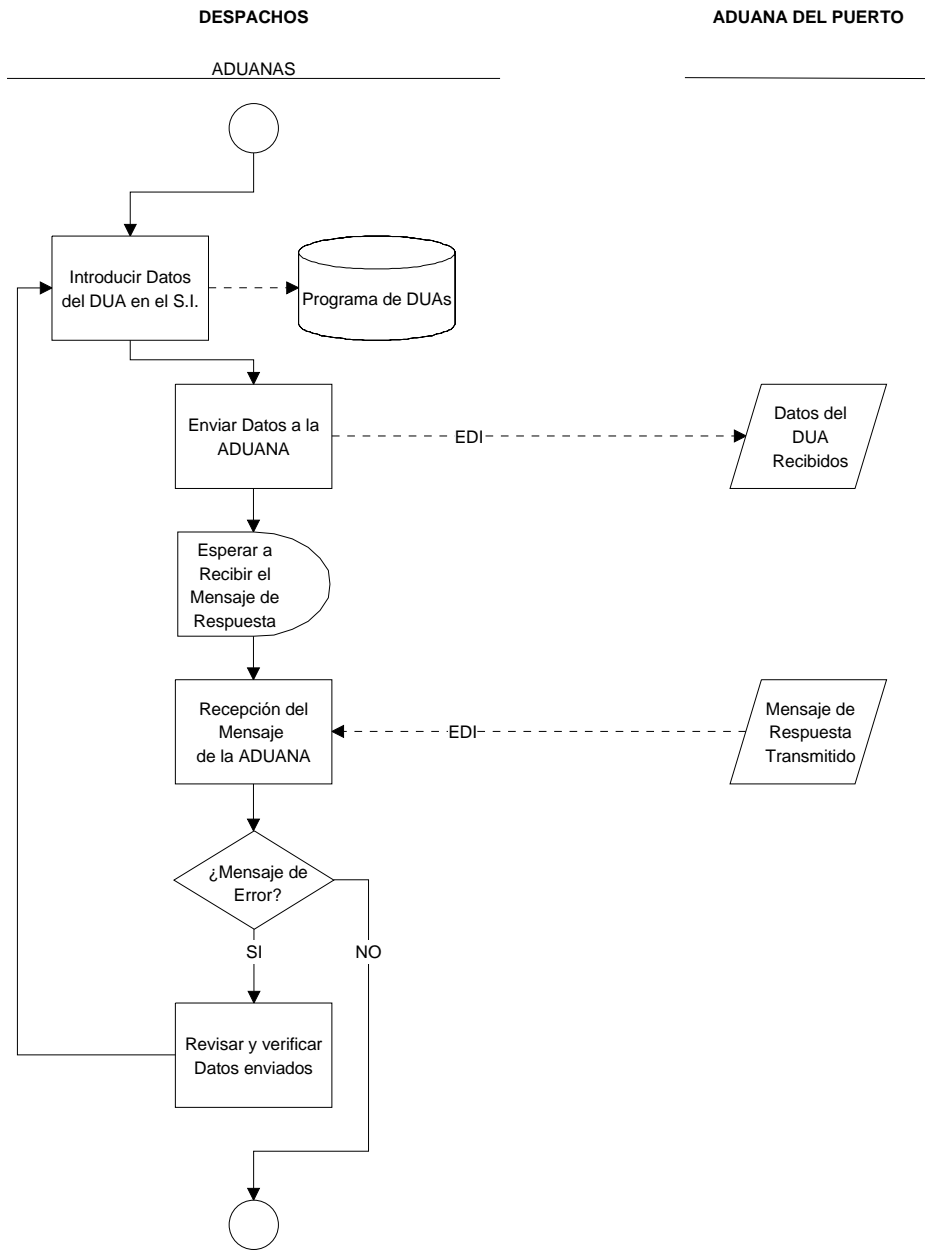 DESPACHOS
ADUANA DEL PUERTO
ADUANAS
Introducir Datos
del DUA en el S.I.
Programa de DUAs
Enviar Datos a la
ADUANA
EDI
Datos del
DUA
Recibidos
Esperar a
Recibir el
Mensaje de
Respuesta
Recepción del
Mensaje
de la ADUANA
EDI
Mensaje de
Respuesta
Transmitido
¿Mensaje de
Error?
SI
NO
Revisar y verificar
Datos enviados